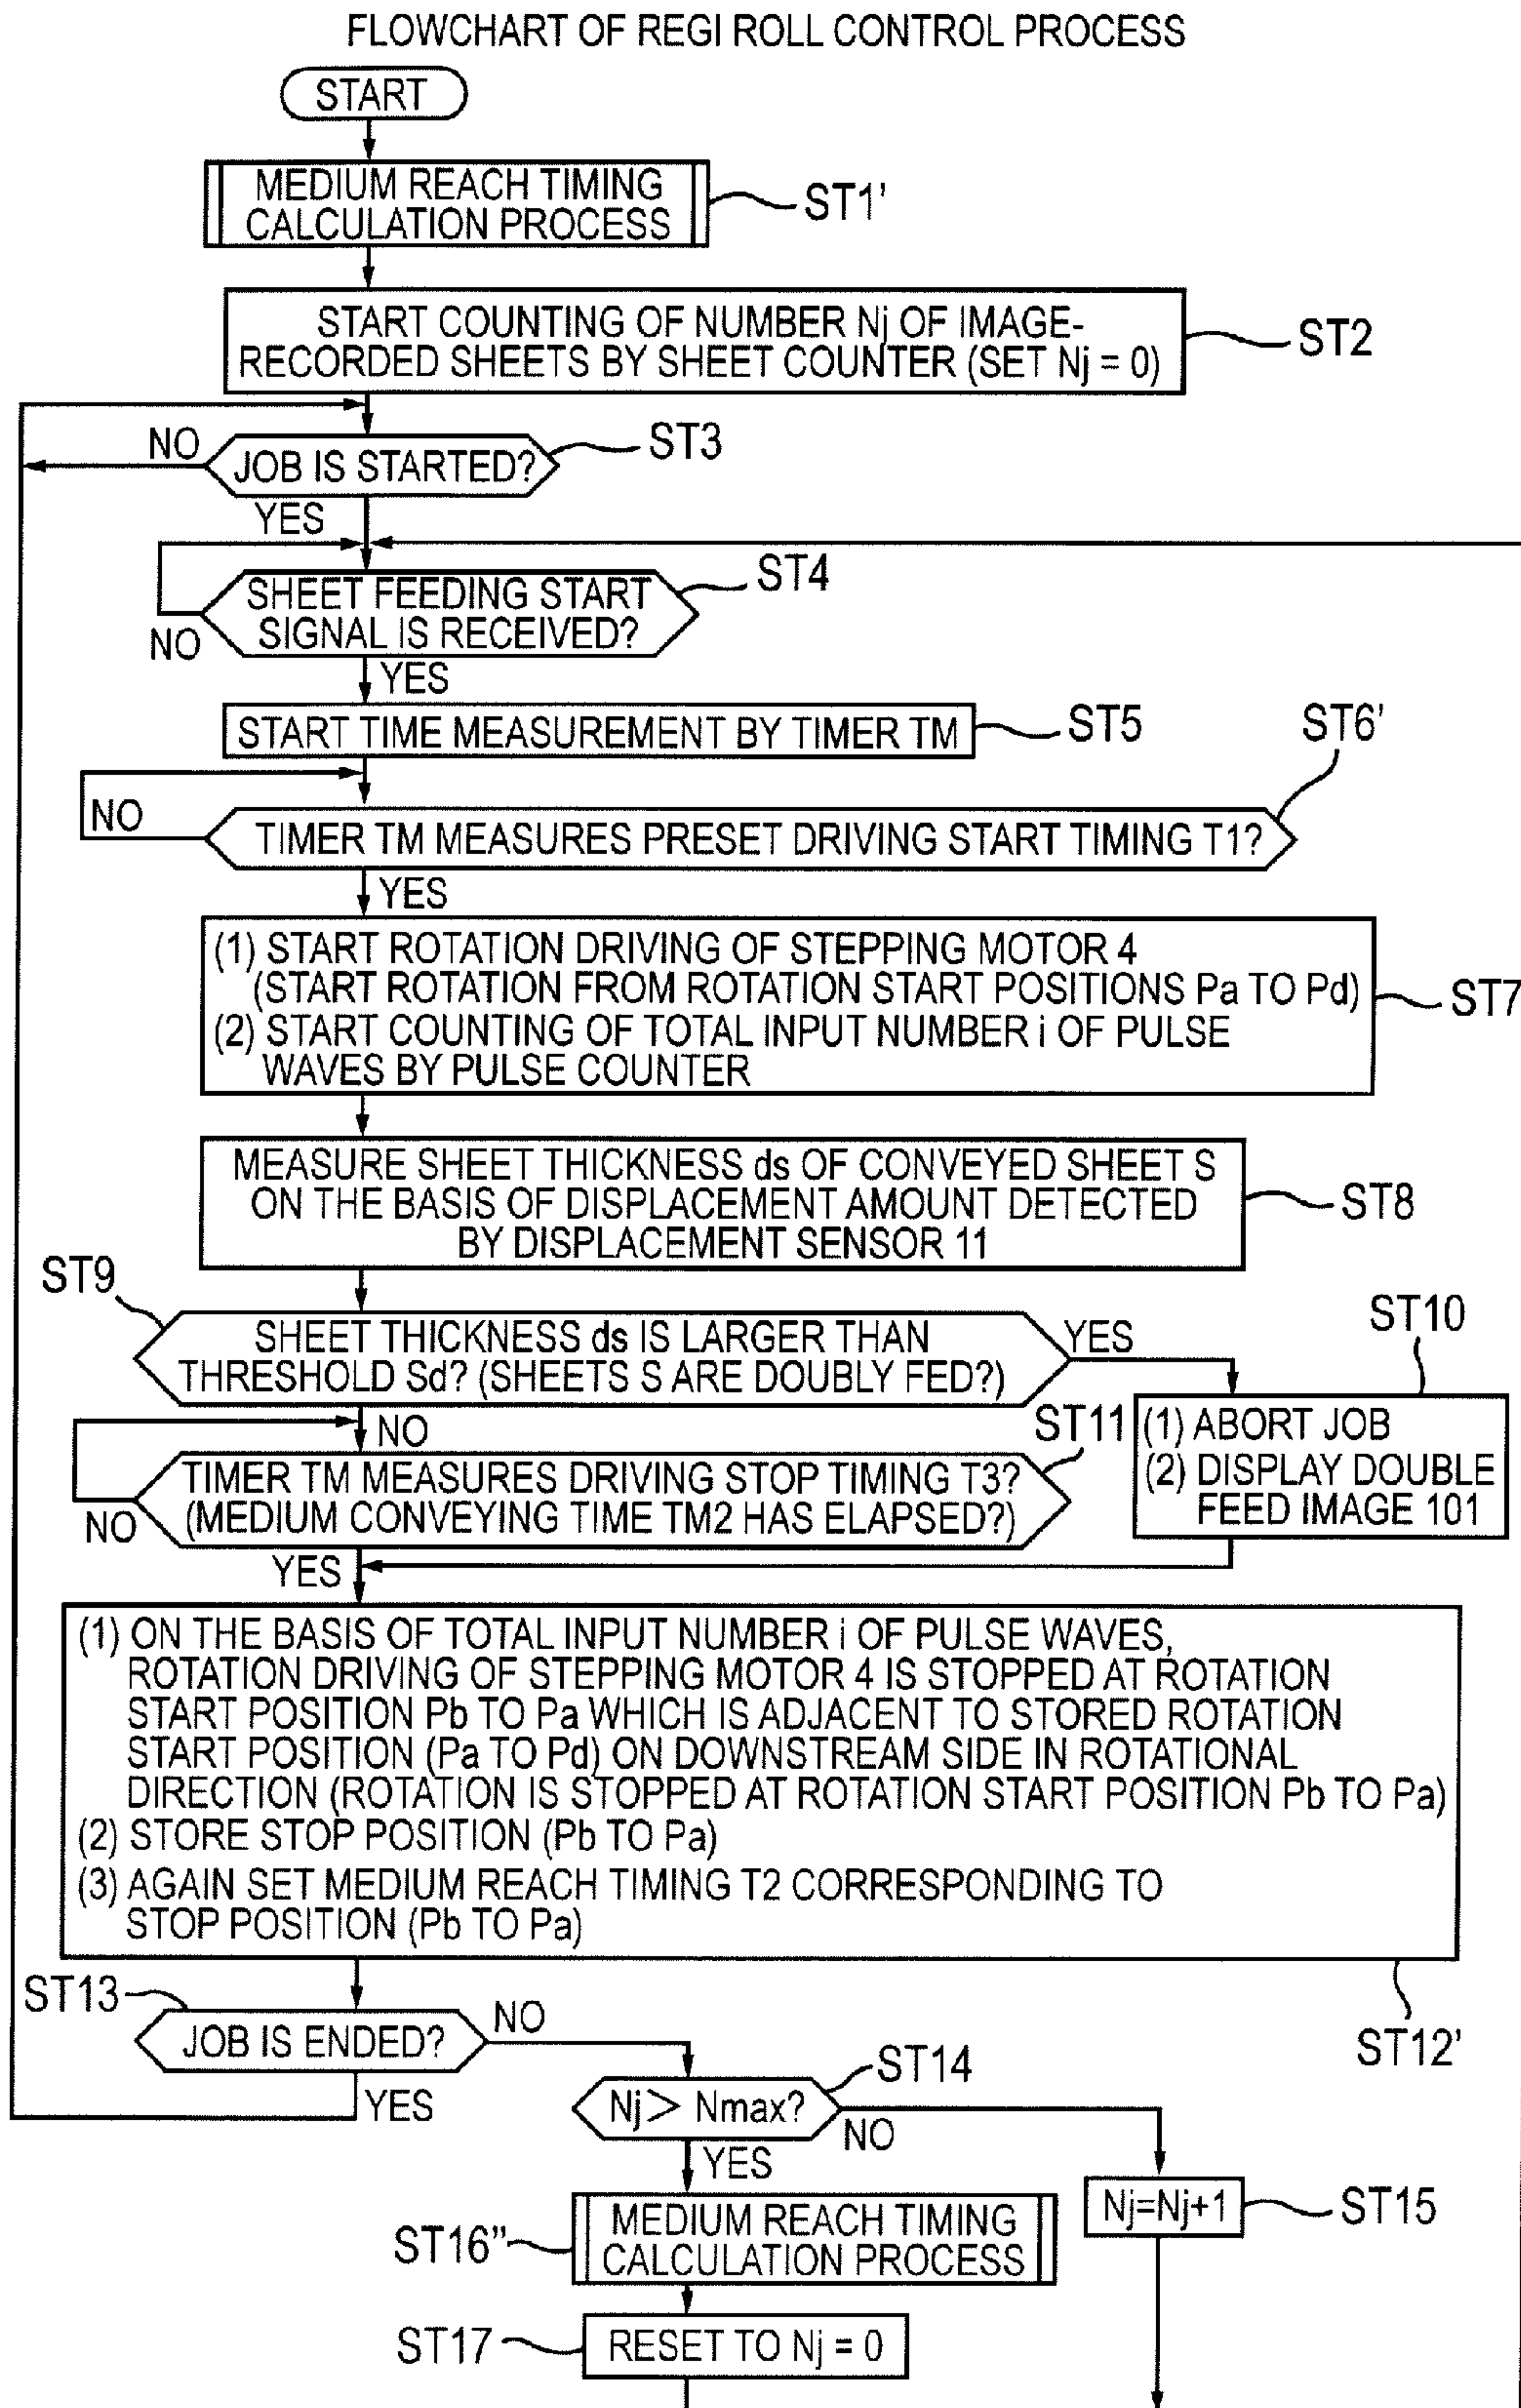 FLOWCHART OF REGI ROLL CONTROL PROCESS
START
MEDIUM REACH TIMING
CALCULATION PROCESS
ST1'
START COUNTING OF NUMBER Nj OF IMAGE-
RECORDED SHEETS BY SHEET COUNTER (SET Nj = 0)
ST2
NO
JOB IS STARTED?
ST3
YES
SHEET FEEDING START
SIGNAL IS RECEIVED?
ST4
NO
YES
START TIME MEASUREMENT BY TIMER TM
ST5
ST6'
NO
TIMER TM MEASURES PRESET DRIVING START TIMING T1?
YES
(1) START ROTATION DRIVING OF STEPPING MOTOR 4
(START ROTATION FROM ROTATION START POSITIONS Pa TO Pd)
(2) START COUNTING OF TOTAL INPUT NUMBER i OF PULSE
WAVES BY PULSE COUNTER
ST7
MEASURE SHEET THICKNESS ds OF CONVEYED SHEET S
ON THE BASIS OF DISPLACEMENT AMOUNT DETECTED
BY DISPLACEMENT SENSOR 11
ST8
ST9
SHEET THICKNESS ds IS LARGER THAN
THRESHOLD Sd? (SHEETS S ARE DOUBLY FED?)
YES
ST10
(1) ABORT JOB
(2) DISPLAY DOUBLE
FEED IMAGE 101
NO
ST11
TIMER TM MEASURES DRIVING STOP TIMING T3?
(MEDIUM CONVEYING TIME TM2 HAS ELAPSED?)
NO
YES
(1) ON THE BASIS OF TOTAL INPUT NUMBER i OF PULSE WAVES,
ROTATION DRIVING OF STEPPING MOTOR 4 IS STOPPED AT ROTATION
START POSITION Pb TO Pa WHICH IS ADJACENT TO STORED ROTATION
START POSITION (Pa TO Pd) ON DOWNSTREAM SIDE IN ROTATIONAL
DIRECTION (ROTATION IS STOPPED AT ROTATION START POSITION Pb TO Pa)
(2) STORE STOP POSITION (Pb TO Pa)
(3) AGAIN SET MEDIUM REACH TIMING T2 CORRESPONDING TO
STOP POSITION (Pb TO Pa)
ST12'
ST13
JOB IS ENDED?
NO
YES
ST14
Nj > Nmax?
NO
YES
Nj=Nj+1
ST15
ST16"
MEDIUM REACH TIMING
CALCULATION PROCESS
ST17
RESET TO Nj = 0